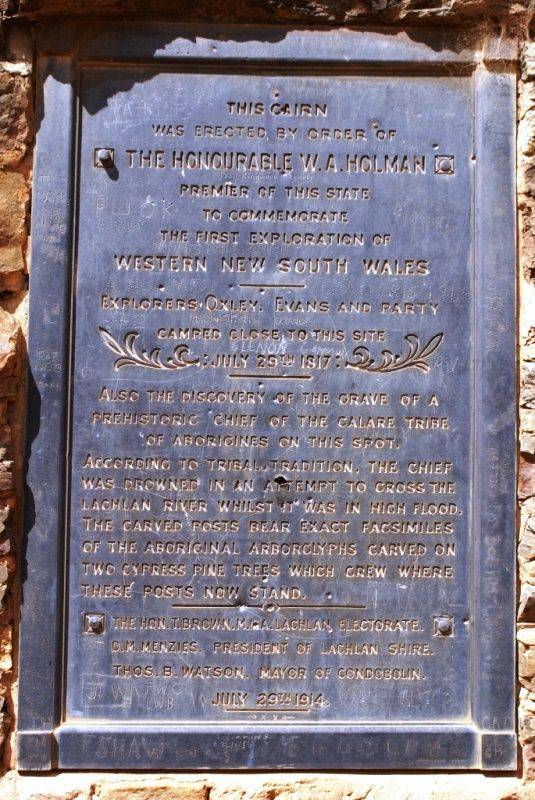 THIS CAIRN
WAS ERECTED BY ORDER OF
THE HONOURABLE W.A.HOLMAN
PREMIER OF THIS STATE
TO COMMEMORATE
THE FIRST EXPLORATION OF
WESTERN NEW SOUTH WALES
EXPLORERS OXLEY. EVANS AND PARTY
CAMPED CLOSE TO THIS SITE
JULY 29TH 1817
ALSO THE DISCOVERY OF THE GRAVE OF A
PREHISTORIC CHIEF OF THE CALARE TRIBE
OF ABORIGINES ON THIS SPOT.
ACCORDING TO TRIBAL TRADITION, THE CHIEF
WAS DROWNED IN AN ATTEMPT TO CROSS THE
LACHLAN RIVER WHILST IT WAS IN HIGH FLOOD.
THE CARVED POSTS BEAR EXACT FACSIMILES
OF THE ABORIGINAL ARBORGLYPHS CARVED ON
TWO CYPRESS PINE TREES WHICH GREW WHERE
THESE POSTS NOW STAND.
THE HON.T.BROWN.M.L.A. LACHLAN, ELECTORATE.
D.M.MENZIES. PRESIDENT OF LACHLAN SHIRE.
THOS. B. WATSON. MAYOR OF CONDOBOLIN.
JULY 29TH 1914.